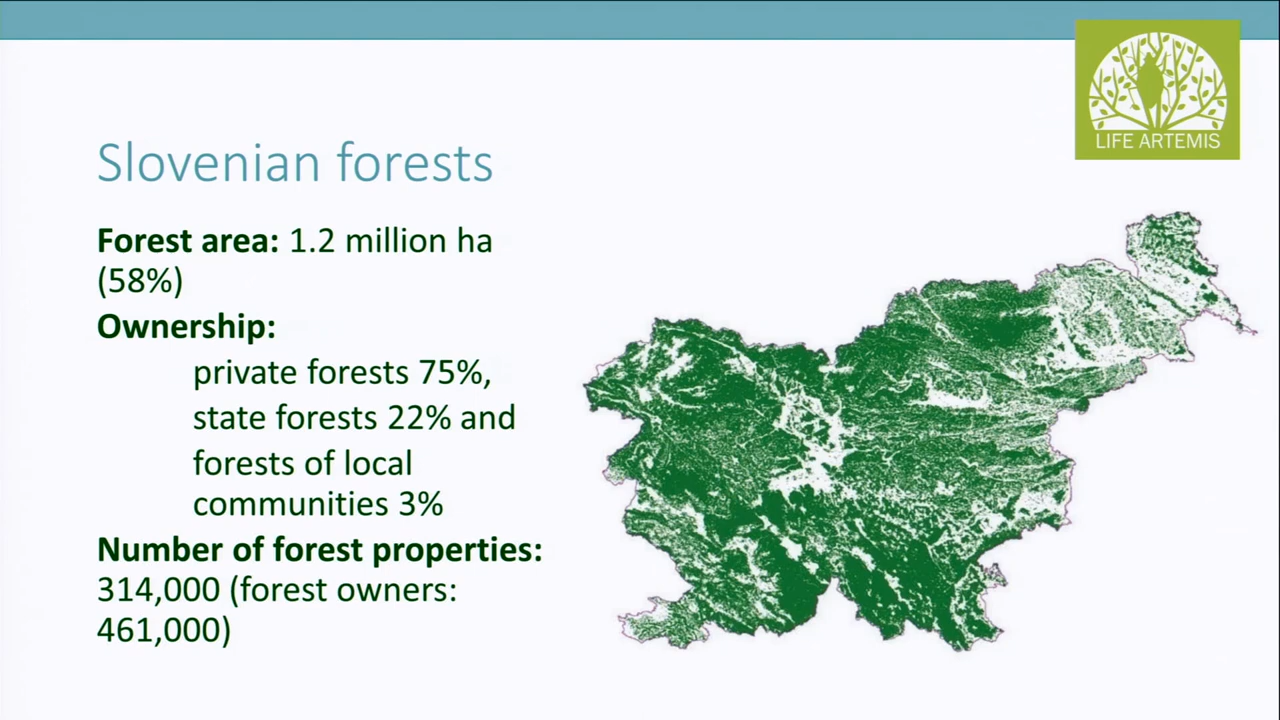 LIFE ARTEMIS
Slovenian forests
Forest area: 1.2 million ha
(58%)
Ownership:
private forests 75%,
state forests 22% and
forests of local
communities 3%
Number of forest properties:
314,000 (forest owners:
461,000)